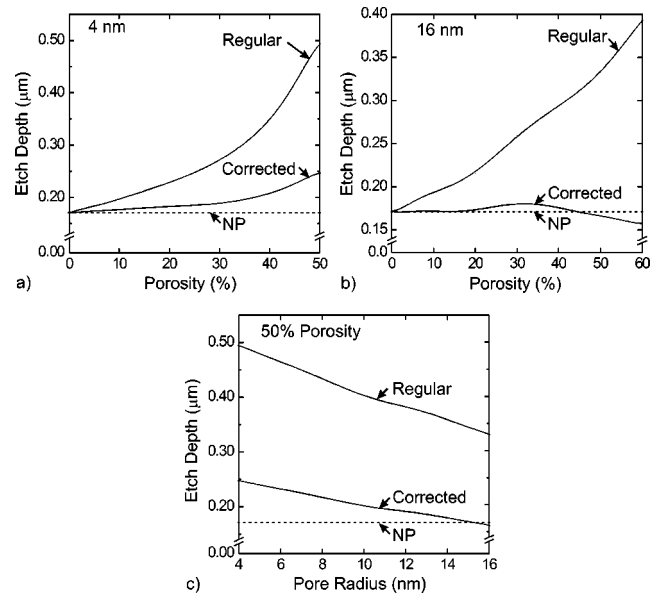 4 nm
Regular
Corrected
NP
Etch Depth (µm)
0.50
0.40
0.30
0.20
0.00
0 10 20 30 40 50
Porosity (%)
a)
16 nm
Regular
Corrected
NP
Etch Depth (µm)
0.40
0.35
0.30
0.25
0.20
0.15
0.0
0 10 20 30 40 50 60
Porosity (%)
b)
50% Porosity
Regular
Corrected
NP
Etch Depth (µm)
0.50
0.40
0.30
0.20
0.00
4 6 8 10 12 14 16
Pore Radius (nm)
c)